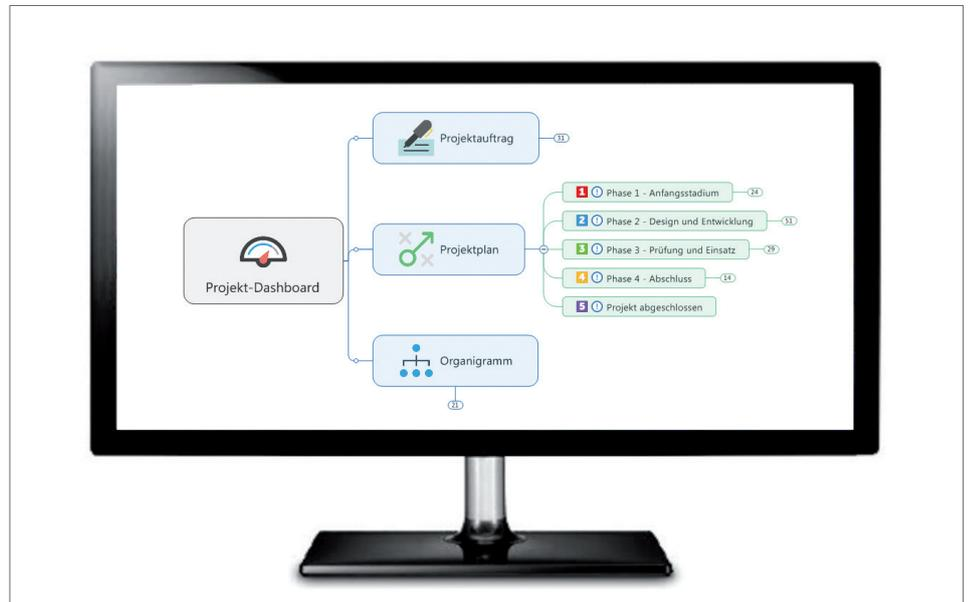 Projekt-Dashboard
Projektauftrag
31
Projektplan
1 Phase 1 - Anfangsstadium
24
2 Phase 2 - Design und Entwicklung
51
3 Phase 3 - Prüfung und Einsatz
29
4 Phase 4 - Abschluss
14
5 Projekt abgeschlossen
Organigramm
21